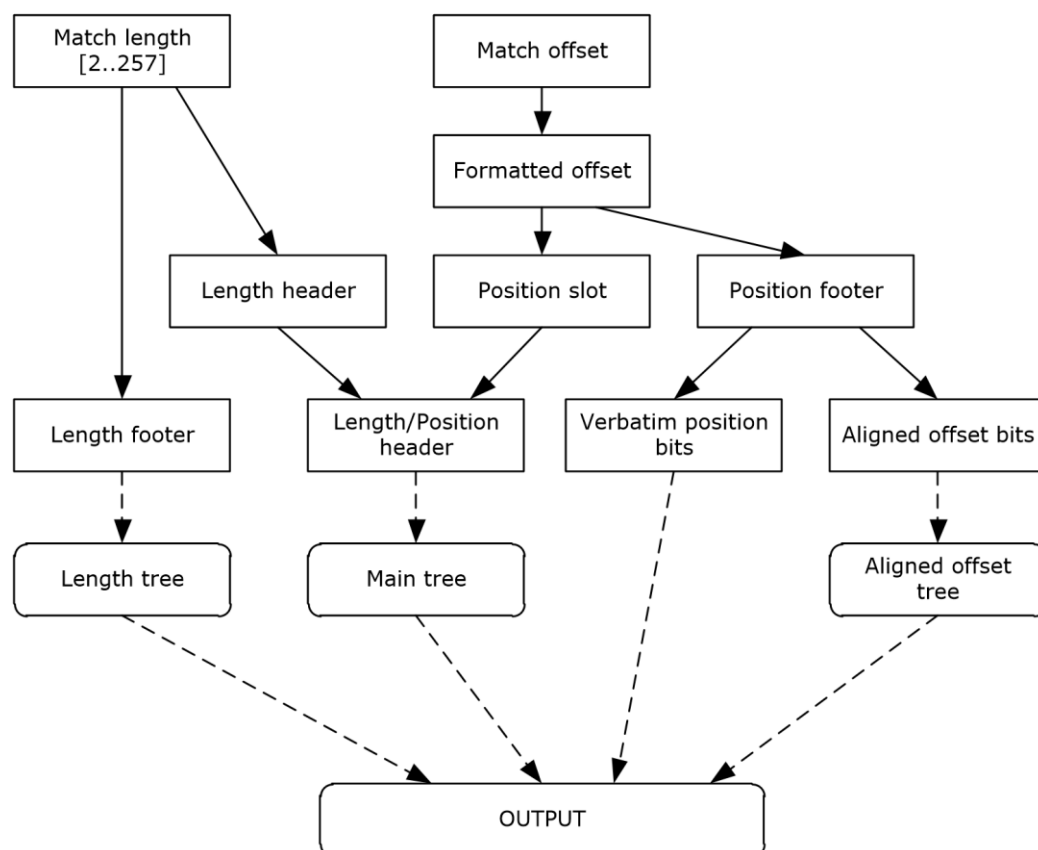 Match length
[2..257]
Match offset
Formatted offset
Length header
Position slot
Position footer
Length footer
Length/Position
header
Verbatim position
bits
Aligned offset bits
Length tree
Main tree
Aligned offset
tree
OUTPUT